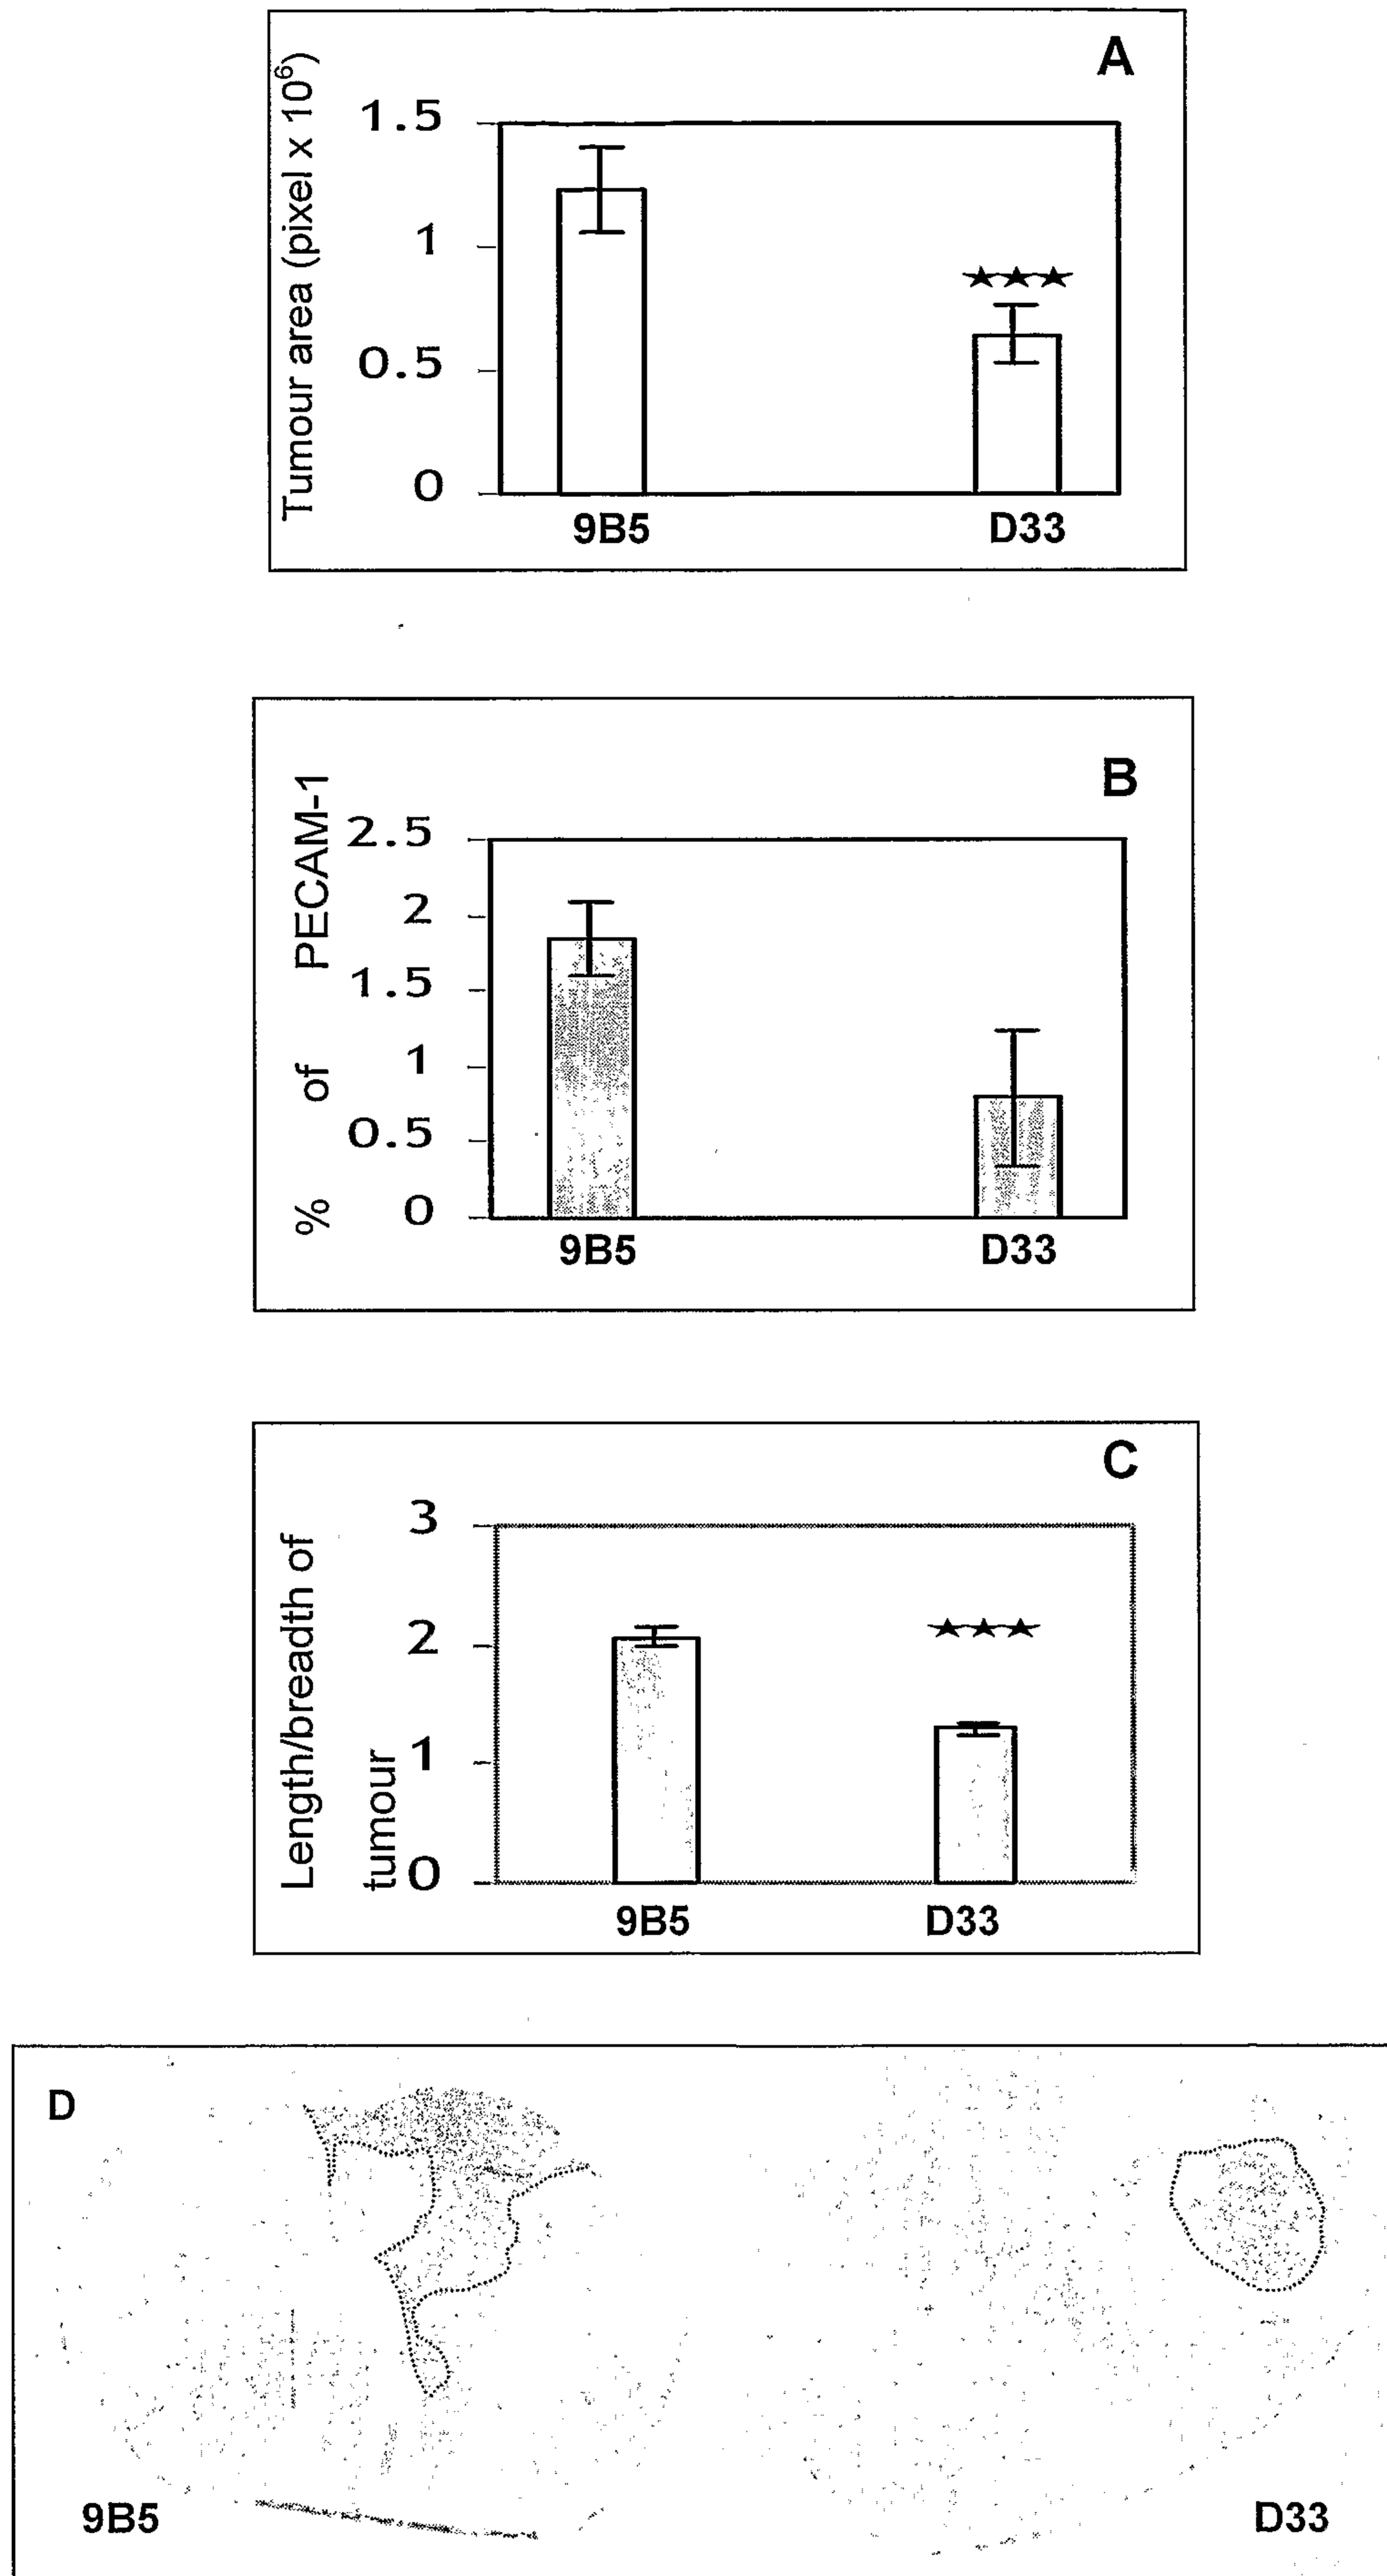 A
Tumour area (pixel x 10⁶)
1.5
1
0.5
0
★★★
9B5 D33
B
% of PECAM-1
2.5
2
1.5
1
0.5
0
9B5 D33
C
Length/breadth of
tumour
3
2
1
0
★★★
9B5 D33
D
9B5 D33